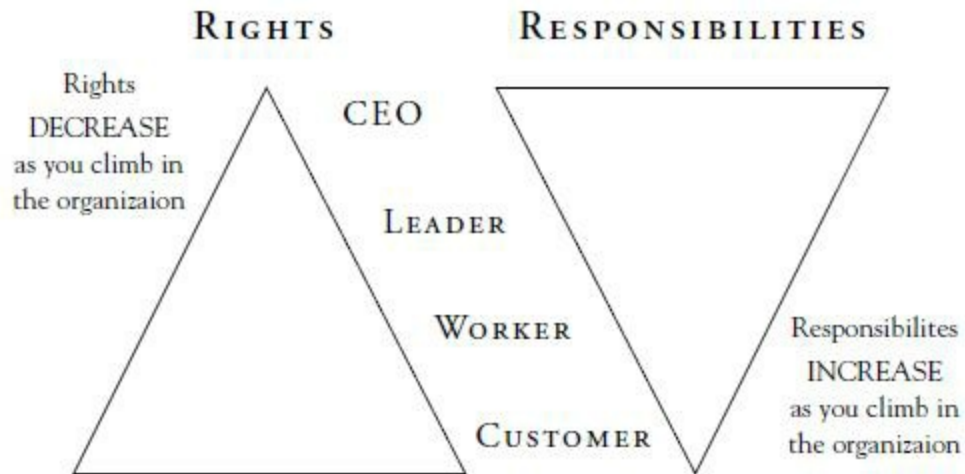 RIGHTS
RESPONSIBILITIES
Rights
DECREASE
as you climb in
the organizaion
CEO
LEADER
WORKER
CUSTOMER
Responsibilites
INCREASE
as you climb in
the organizaion